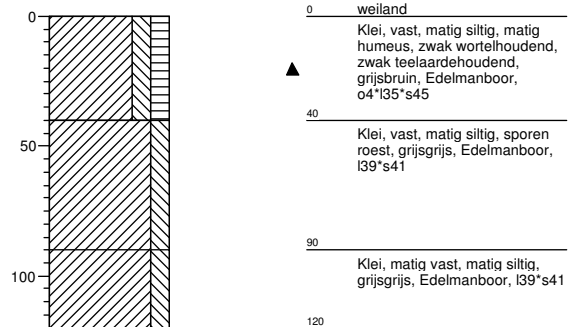 0
0 weiland
Klei, vast, matig siltig, matig
humeus, zwak wortelhoudend,
zwak teelaardehoudend,
grijsbruin, Edelmanboor,
o4*l35*s45
40
Klei, vast, matig siltig, sporen
roest, grijsgrijs, Edelmanboor,
l39*s41
50
90
Klei, matig vast, matig siltig,
grijsgrijs, Edelmanboor, l39*s41
100
120